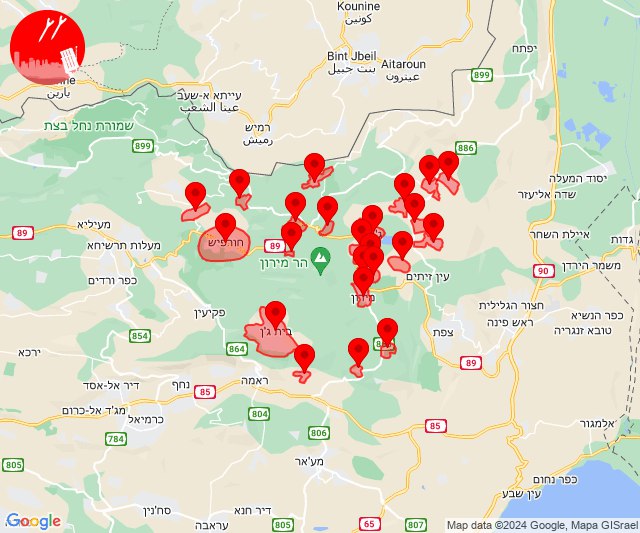 Kounine
كونين
Bint Jbeil
بنت جبيل
Aitaroun
عيترون
יפתח
899
עייתא א-שעב
عيتا الشعب
يارين
רמיש
رميش
שמורת נחל בצת
899
886
יסוד המעלה
שדה אליעזר
מעיליא
89
מעלות תרשיחא
חורפיש
89
הר מירון
איילת השחר
גדות
90
משמר הירדן
כפר ורדים
עין זיתים
מירון
חצור הגלילית
ראש פינה
כפר הנשיא
טובא זנגריה
פקיעין
בית ג'ן
צפת
854
864
ירכא
89
דיר אל-אסד
נחף
85
ראמה
מג'ד אל-כרום
כרמיאל
804
806
85
אלמגור
784
805
מע'אר
כפר נחום
עין שבע
סח'נין
דיר חנא
עראבה
805
65
807
Google
Map data ©2024 Google, Mapa GISrael